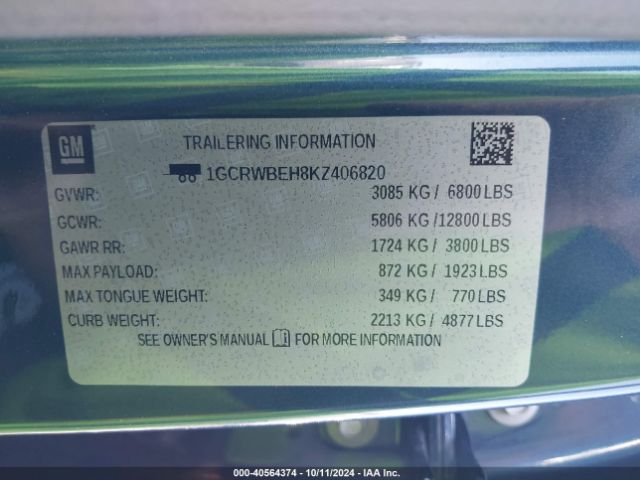 GM
TRAILERING INFORMATION
1GCRWBEH8KZ406820
GVWR: 3085 KG / 6800 LBS
GCWR: 5806 KG /12800 LBS
GAWR RR: 1724 KG / 3800 LBS
MAX PAYLOAD: 872 KG / 1923 LBS
MAX TONGUE WEIGHT: 349 KG / 770 LBS
CURB WEIGHT: 2213 KG / 4877 LBS
SEE OWNER'S MANUAL i FOR MORE INFORMATION
000-40564374 - 10/11/2024 - IAA Inc.